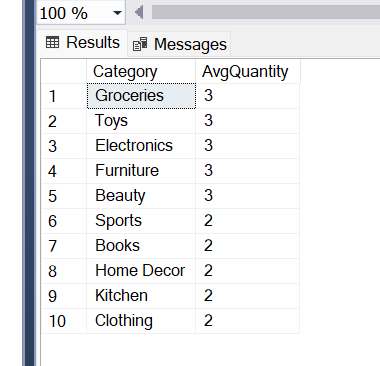 100 %
Results Messages
Category AvgQuantity
1 Groceries 3
2 Toys 3
3 Electronics 3
4 Furniture 3
5 Beauty 3
6 Sports 2
7 Books 2
8 Home Decor 2
9 Kitchen 2
10 Clothing 2